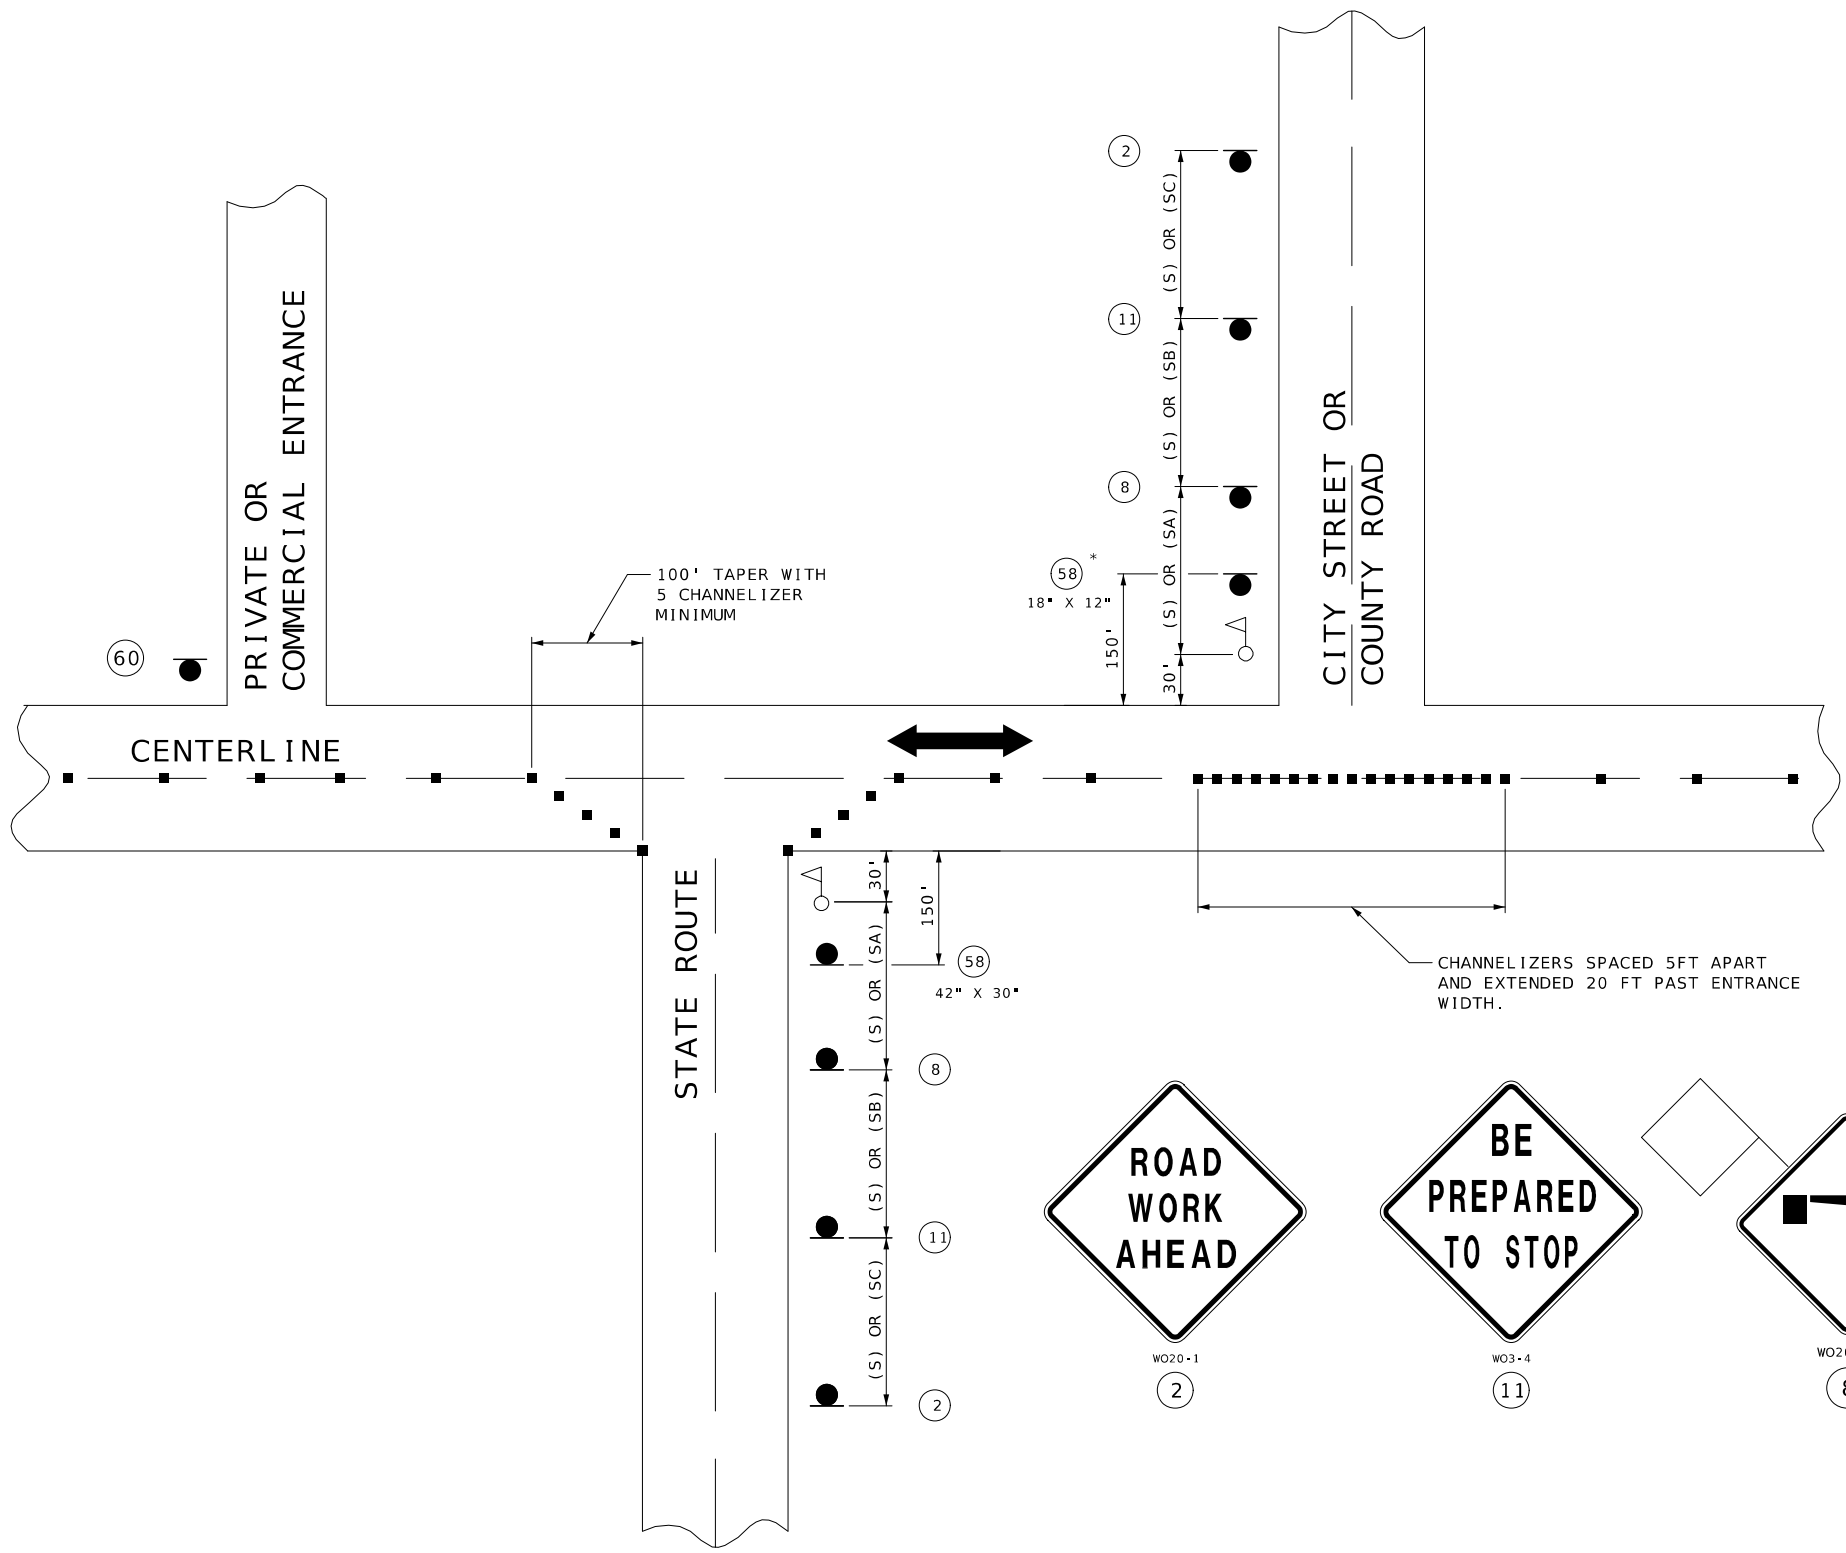 2
(S) OR (SC)
11
(S) OR (SB)
8
(S) OR (SA)
58 *
18" X 12"
150'
30'
CITY STREET OR
COUNTY ROAD
PRIVATE OR
COMMERCIAL ENTRANCE
60
100' TAPER WITH
5 CHANNELIZER
MINIMUM
CENTERLINE
STATE ROUTE
30'
150'
(S) OR (SA)
58
42" X 30"
8
(S) OR (SB)
11
(S) OR (SC)
2
CHANNELIZERS SPACED 5FT APART
AND EXTENDED 20 FT PAST ENTRANCE
WIDTH.
ROAD
WORK
AHEAD
WO20-1
2
BE
PREPARED
TO STOP
WO3-4
11